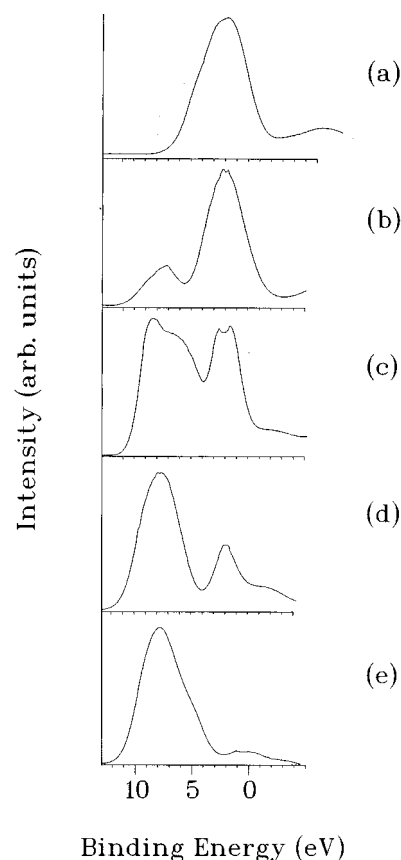 (a)
(b)
(c)
(d)
(e)
Intensity (arb. units)
10 5 0
Binding Energy (eV)